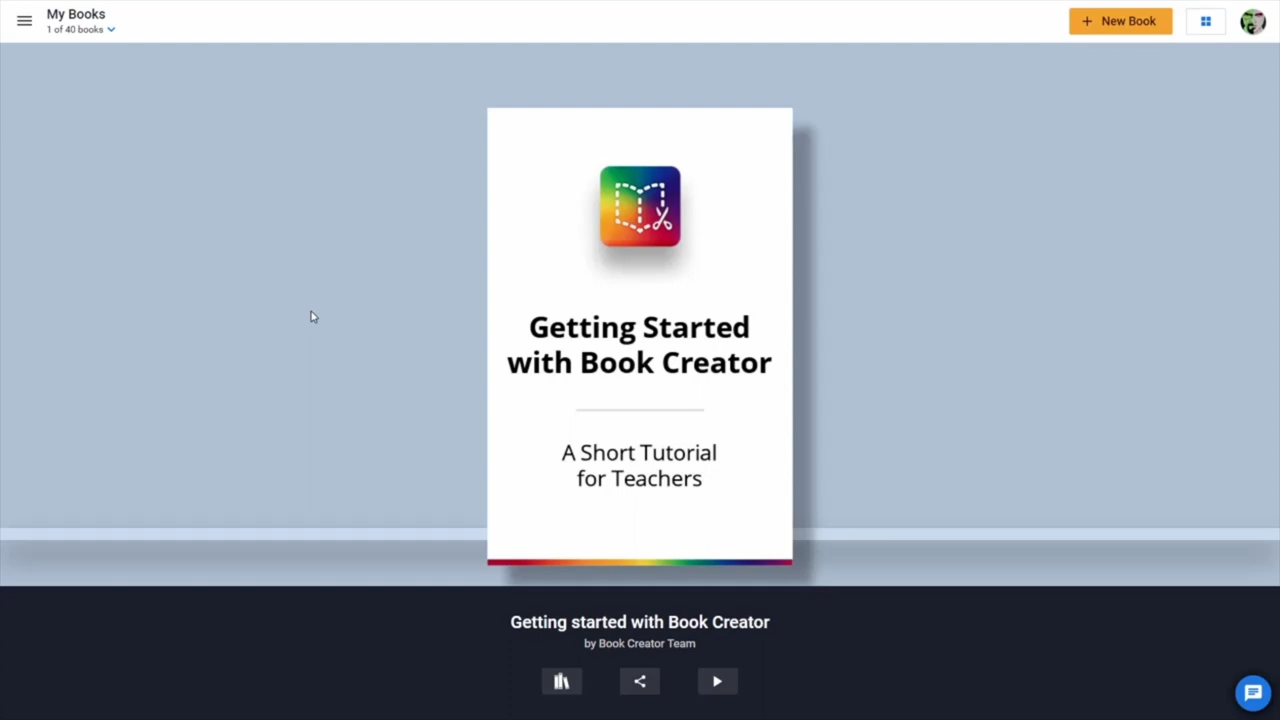 My Books
1 of 40 books
+ New Book
Getting Started
with Book Creator
A Short Tutorial
for Teachers
Getting started with Book Creator
by Book Creator Team